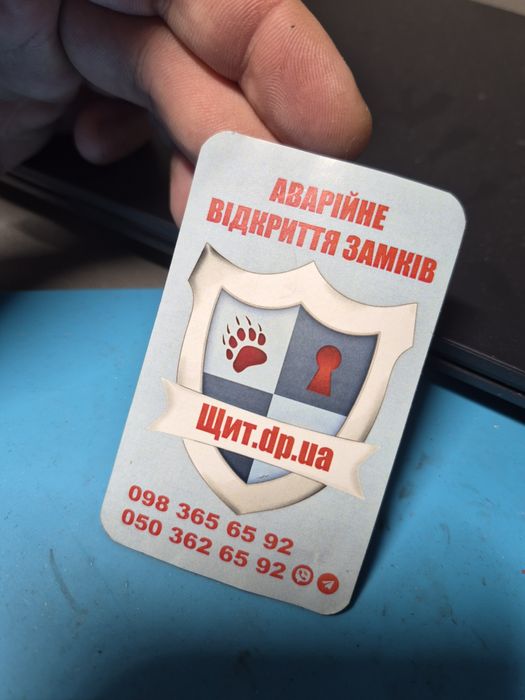 АВАРІЙНЕ
ВІДКРИТТЯ ЗАМКІВ
Щит.dp.ua
098 365 65 92
050 362 65 92